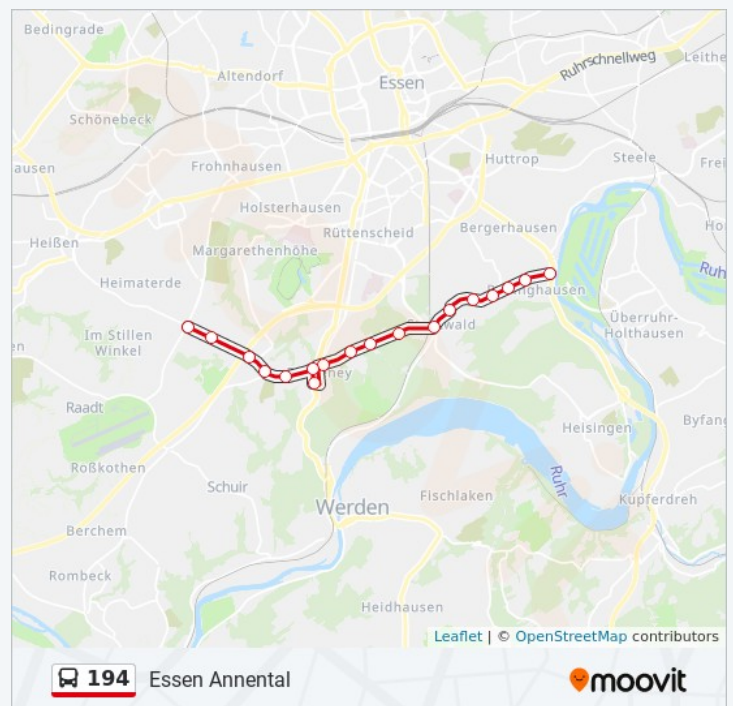 Bedingrade
Ruhrschnellweg
Leithe
Altendorf
Essen
Schönebeck
Huttrop
Steele
Frei
ausen
Frohnhausen
Holsterhausen
Rüttenscheid
Bergerhausen
Heißen
Margarethenhöhe
Ruh
Heimaterde
Im Stillen
Winkel
en
Überruhr-
Holthausen
Raadt
Heisingen
Byfang
Roßkothen
Schuir
Ruhr
Fischlaken
Kupferdreh
Werden
Berchem
Rombeck
Heidhausen
Leaflet | © OpenStreetMap contributors
194 Essen Annental
moovit